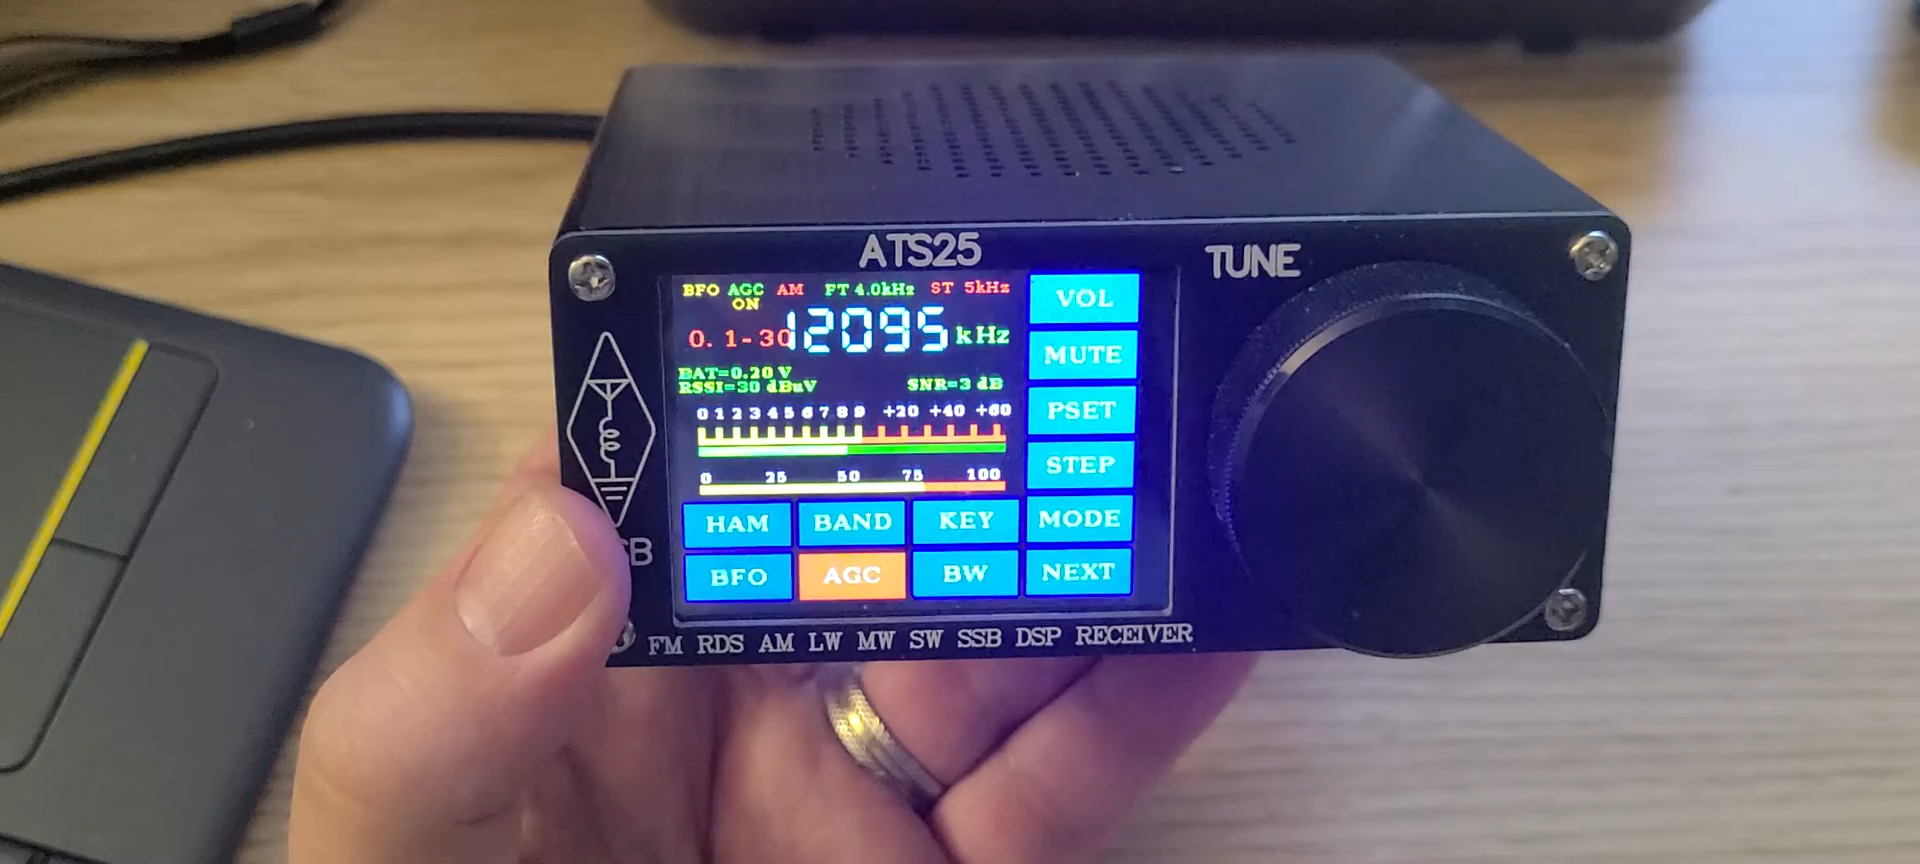 ATS25
TUNE
BFO AGC AM FT 4.0kHz ST 5kHz
ON
0.1-30 12095 kHz
BAT=0.20 V
RSSI=30 dBuV SNR=3 dB
0 1 2 3 4 5 6 7 8 9 +20 +40 +60
0 25 50 75 100
VOL
MUTE
PSET
STEP
HAM BAND KEY MODE
BFO AGC BW NEXT
FM RDS AM LW MW SW SSB DSP RECEIVER